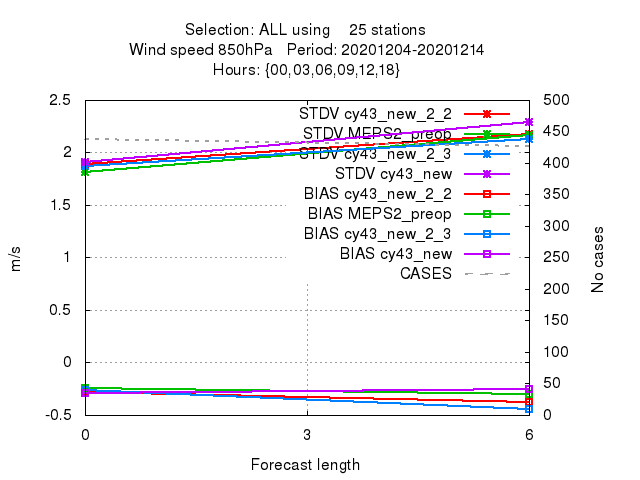 Selection: ALL using 25 stations
Wind speed 850hPa Period: 20201204-20201214
Hours: {00,03,06,09,12,18}
2.5
2
1.5
1
0.5
0
-0.5
m/s
STDV cy43_new_2_2
STDV MEPS2_preop
STDV cy43_new_2_3
STDV cy43_new
BIAS cy43_new_2_2
BIAS MEPS2_preop
BIAS cy43_new_2_3
BIAS cy43_new
CASES
500
450
400
350
300
250
200
150
100
50
0
No cases
0 3 6
Forecast length